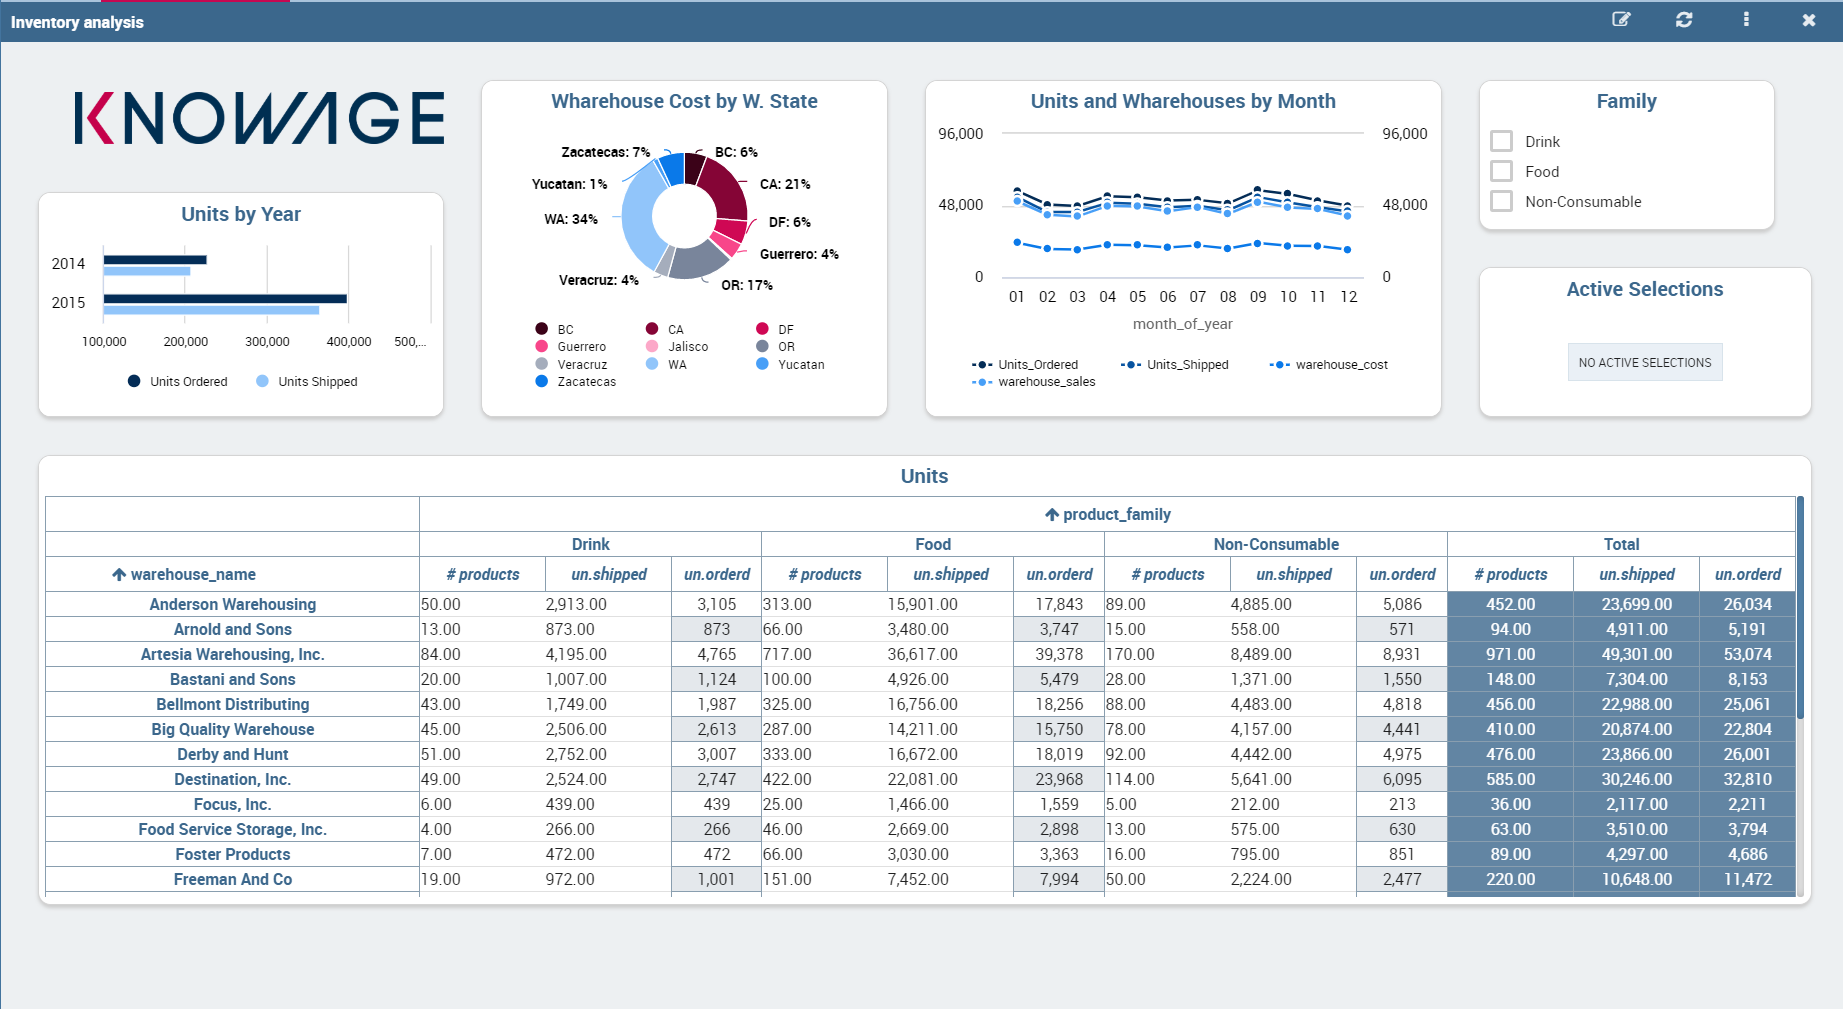 Inventory analysis
KNOWAGE
Units by Year
2014
2015
100,000 200,000 300,000 400,000 500,...
Units Ordered Units Shipped
Wharehouse Cost by W. State
Zacatecas: 7% BC: 6%
Yucatan: 1% CA: 21%
WA: 34% DF: 6%
Guerrero: 4%
Veracruz: 4% OR: 17%
BC CA DF
Guerrero Jalisco OR
Veracruz WA Yucatan
Zacatecas
Units and Wharehouses by Month
96,000 96,000
48,000 48,000
0 0
01 02 03 04 05 06 07 08 09 10 11 12
month_of_year
Units_Ordered Units_Shipped warehouse_cost
warehouse_sales
Family
Drink
Food
Non-Consumable
Active Selections
NO ACTIVE SELECTIONS
Units
product_family
Drink Food Non-Consumable Total
warehouse_name # products un.shipped un.orderd # products un.shipped un.orderd # products un.shipped un.orderd # products un.shipped un.orderd
Anderson Warehousing 50.00 2,913.00 3,105 313.00 15,901.00 17,843 89.00 4,885.00 5,086 452.00 23,699.00 26,034
Arnold and Sons 13.00 873.00 873 66.00 3,480.00 3,747 15.00 558.00 571 94.00 4,911.00 5,191
Artesia Warehousing, Inc. 84.00 4,195.00 4,765 717.00 36,617.00 39,378 170.00 8,489.00 8,931 971.00 49,301.00 53,074
Bastani and Sons 20.00 1,007.00 1,124 100.00 4,926.00 5,479 28.00 1,371.00 1,550 148.00 7,304.00 8,153
Bellmont Distributing 43.00 1,749.00 1,987 325.00 16,756.00 18,256 88.00 4,483.00 4,818 456.00 22,988.00 25,061
Big Quality Warehouse 45.00 2,506.00 2,613 287.00 14,211.00 15,750 78.00 4,157.00 4,441 410.00 20,874.00 22,804
Derby and Hunt 51.00 2,752.00 3,007 333.00 16,672.00 18,019 92.00 4,442.00 4,975 476.00 23,866.00 26,001
Destination, Inc. 49.00 2,524.00 2,747 422.00 22,081.00 23,968 114.00 5,641.00 6,095 585.00 30,246.00 32,810
Focus, Inc. 6.00 439.00 439 25.00 1,466.00 1,559 5.00 212.00 213 36.00 2,117.00 2,211
Food Service Storage, Inc. 4.00 266.00 266 46.00 2,669.00 2,898 13.00 575.00 630 63.00 3,510.00 3,794
Foster Products 7.00 472.00 472 66.00 3,030.00 3,363 16.00 795.00 851 89.00 4,297.00 4,686
Freeman And Co 19.00 972.00 1,001 151.00 7,452.00 7,994 50.00 2,224.00 2,477 220.00 10,648.00 11,472